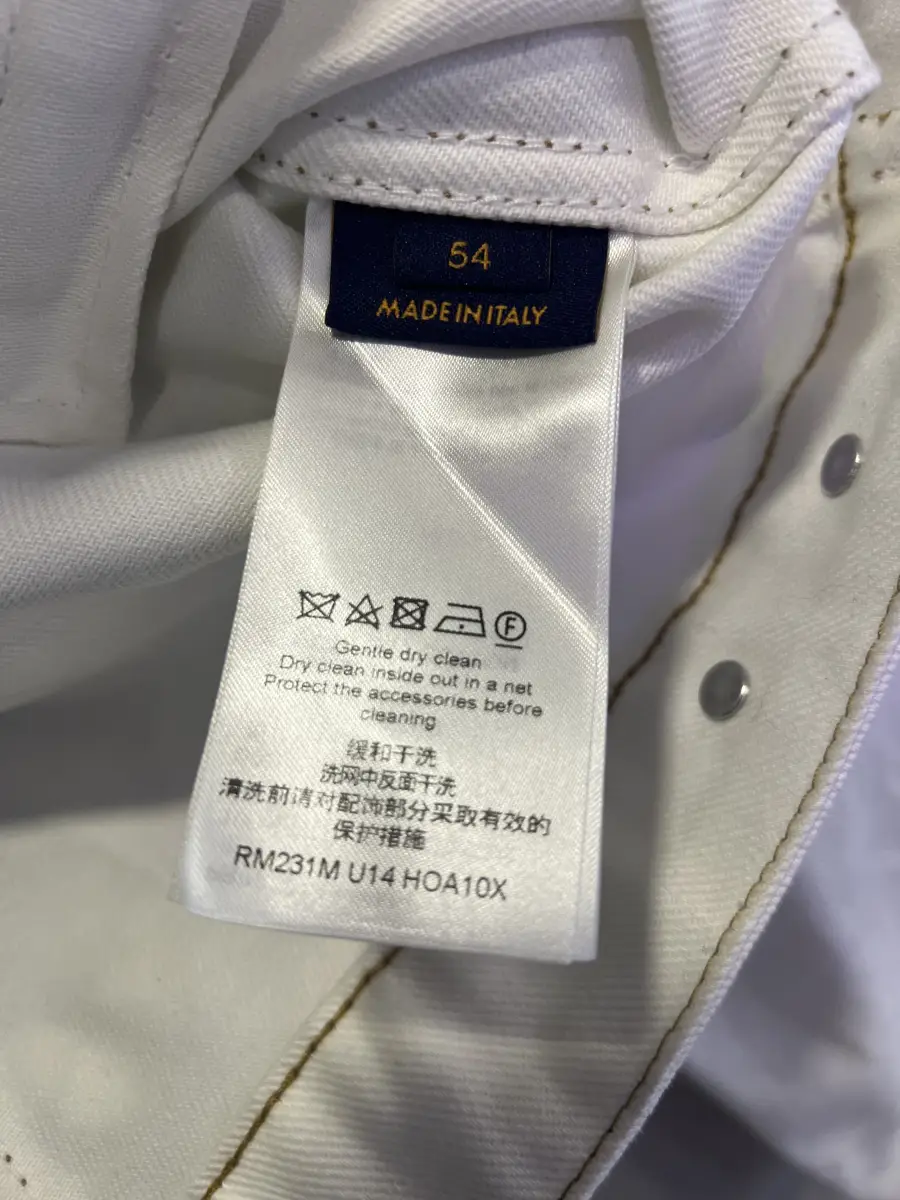 54
MADE IN ITALY
F
Gentle dry clean
Dry clean inside out in a net
Protect the accessories before
cleaning
缓和干洗
洗网中反面干洗
清洗前请对配饰部分采取有效的
保护措施
RM231M U14 HOA10X